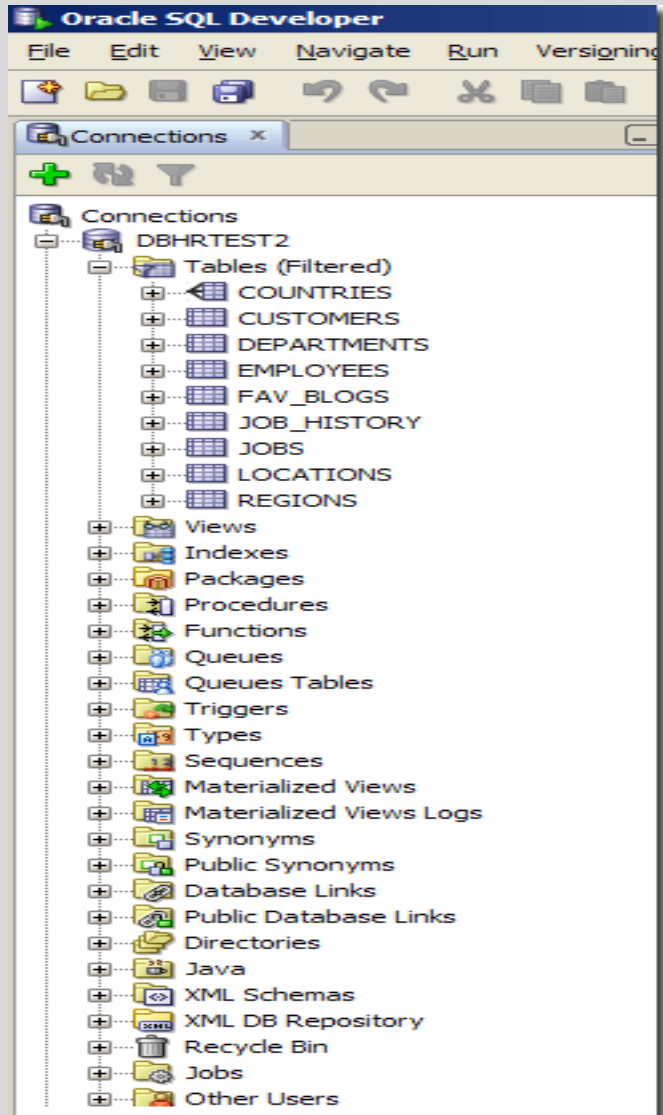 Oracle SQL Developer
File Edit View Navigate Run Versioning
Connections
Connections
DBHRTEST2
Tables (Filtered)
COUNTRIES
CUSTOMERS
DEPARTMENTS
EMPLOYEES
FAV_BLOGS
JOB_HISTORY
JOBS
LOCATIONS
REGIONS
Views
Indexes
Packages
Procedures
Functions
Queues
Queues Tables
Triggers
Types
Sequences
Materialized Views
Materialized Views Logs
Synonyms
Public Synonyms
Database Links
Public Database Links
Directories
Java
XML Schemas
XML DB Repository
Recycle Bin
Jobs
Other Users